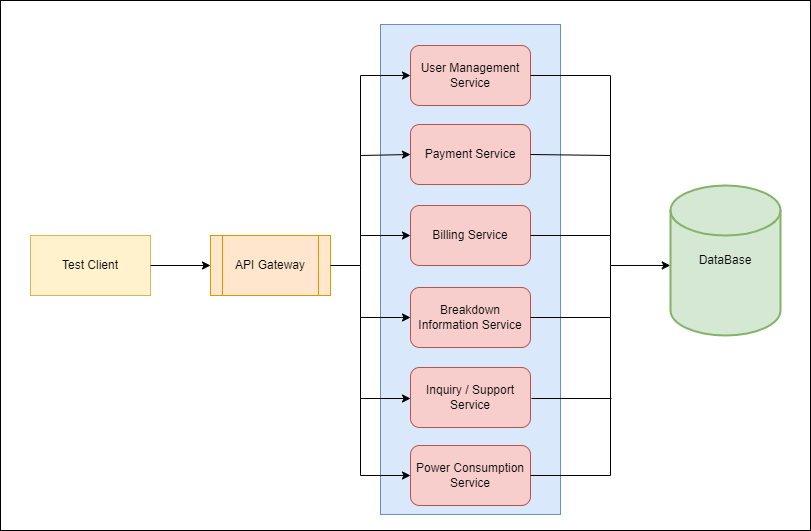 User Management
Service
Payment Service
Billing Service
Test Client
API Gateway
DataBase
Breakdown
Information Service
Inquiry / Support
Service
Power Consumption
Service